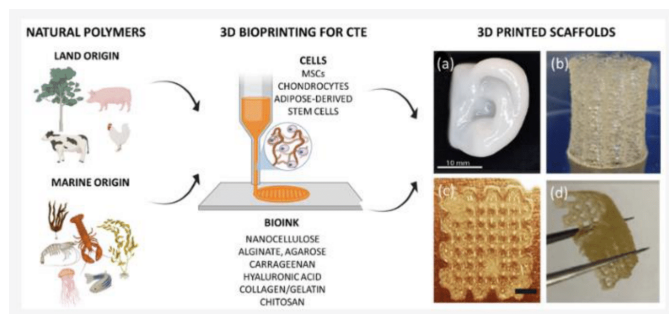 NATURAL POLYMERS
LAND ORIGIN
MARINE ORIGIN
3D BIOPRINTING FOR CTE
CELLS
MSCs
CHONDROCYTES
ADIPOSE-DERIVED
STEM CELLS
BIOINK
NANOCELLULOSE
ALGINATE, AGAROSE
CARRAGEENAN
HYALURONIC ACID
COLLAGEN/GELATIN
CHITOSAN
3D PRINTED SCAFFOLDS
(a)
10 mm
(b)
(c)
(d)